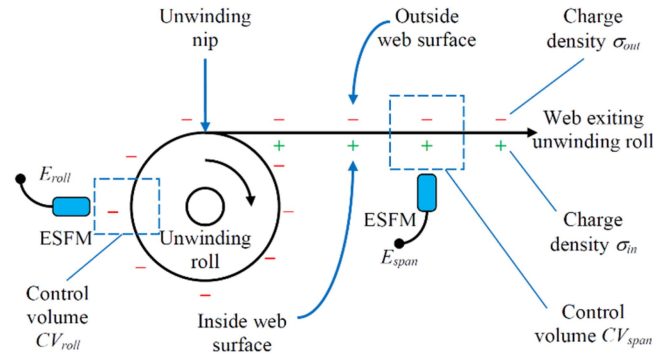 Unwinding
nip
Outside
web surface
Charge
density σout
Web exiting
unwinding roll
Eroll
ESFM
Unwinding
roll
ESFM
Espan
Charge
density σin
Control
volume
CVroll
Inside web
surface
Control
volume CVspan